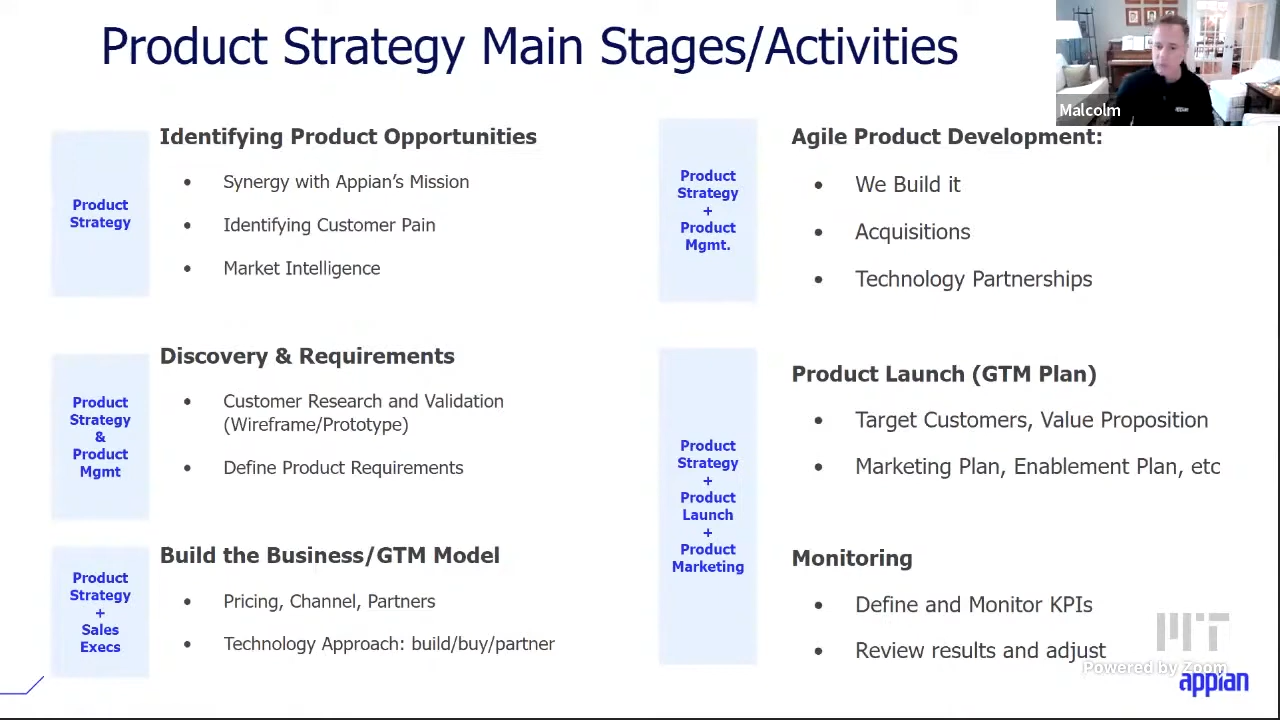 Product Strategy Main Stages/Activities
Malcolm
Product
Strategy
Identifying Product Opportunities
• Synergy with Appian's Mission
• Identifying Customer Pain
• Market Intelligence
Product
Strategy
&
Product
Mgmt
Discovery & Requirements
• Customer Research and Validation
(Wireframe/Prototype)
• Define Product Requirements
Product
Strategy
+
Sales
Execs
Build the Business/GTM Model
• Pricing, Channel, Partners
• Technology Approach: build/buy/partner
Product
Strategy
+
Product
Mgmt.
Agile Product Development:
• We Build it
• Acquisitions
• Technology Partnerships
Product
Strategy
+
Product
Launch
+
Product
Marketing
Product Launch (GTM Plan)
• Target Customers, Value Proposition
• Marketing Plan, Enablement Plan, etc
Monitoring
• Define and Monitor KPIs
• Review results and adjust
MIT
Powered by Zoom
appian